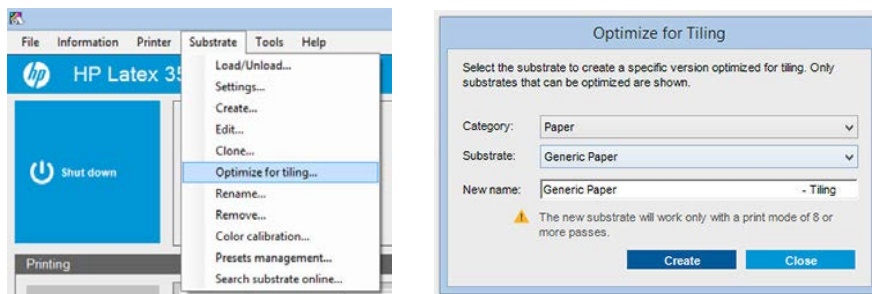 File Information Printer Substrate Tools Help
hp HP Latex
Load/Unload...
Settings...
Create...
Edit...
Clone...
Optimize for tiling...
Rename...
Remove...
Color calibration...
Presets management...
Search substrate online...
Shut down
Printing
Optimize for Tiling
Select the substrate to create a specific version optimized for tiling. Only
substrates that can be optimized are shown.
Category: Paper
Substrate: Generic Paper
New name: Generic Paper - Tiling
The new substrate will work only with a print mode of 8 or
more passes.
Create Close